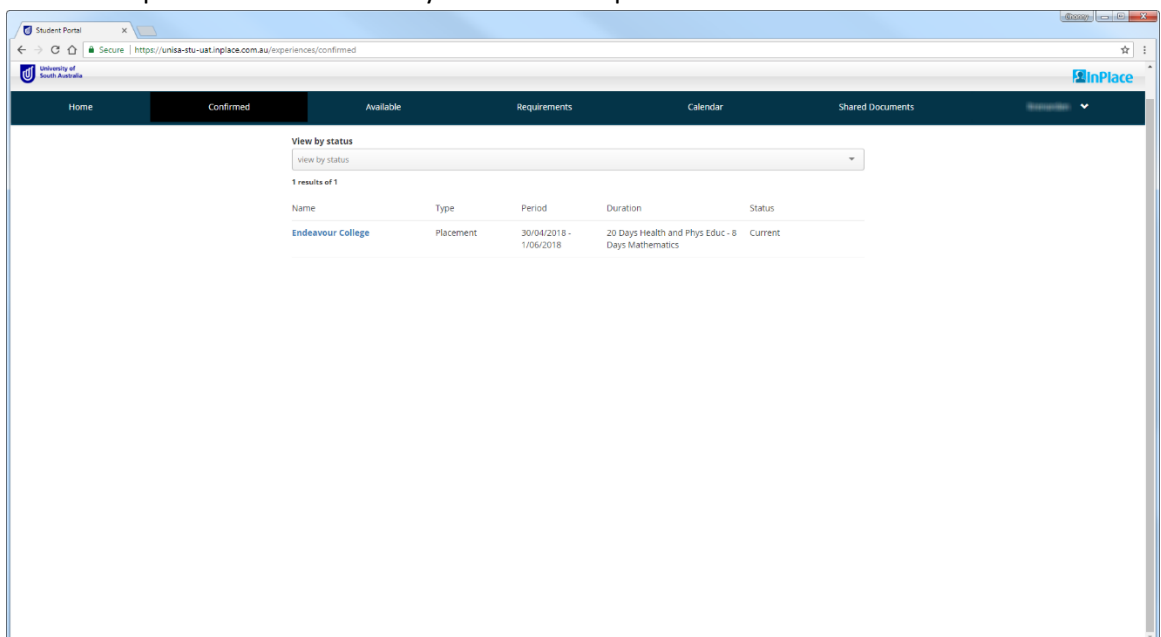 Student Portal
Secure | https://unisa-stu-uat.inplace.com.au/experiences/confirmed
University of
South Australia
InPlace
Home Confirmed Available Requirements Calendar Shared Documents
View by status
view by status
1 results of 1
Name Type Period Duration Status
Endeavour College Placement 30/04/2018 - 20 Days Health and Phys Educ - 8 Current
1/06/2018 Days Mathematics